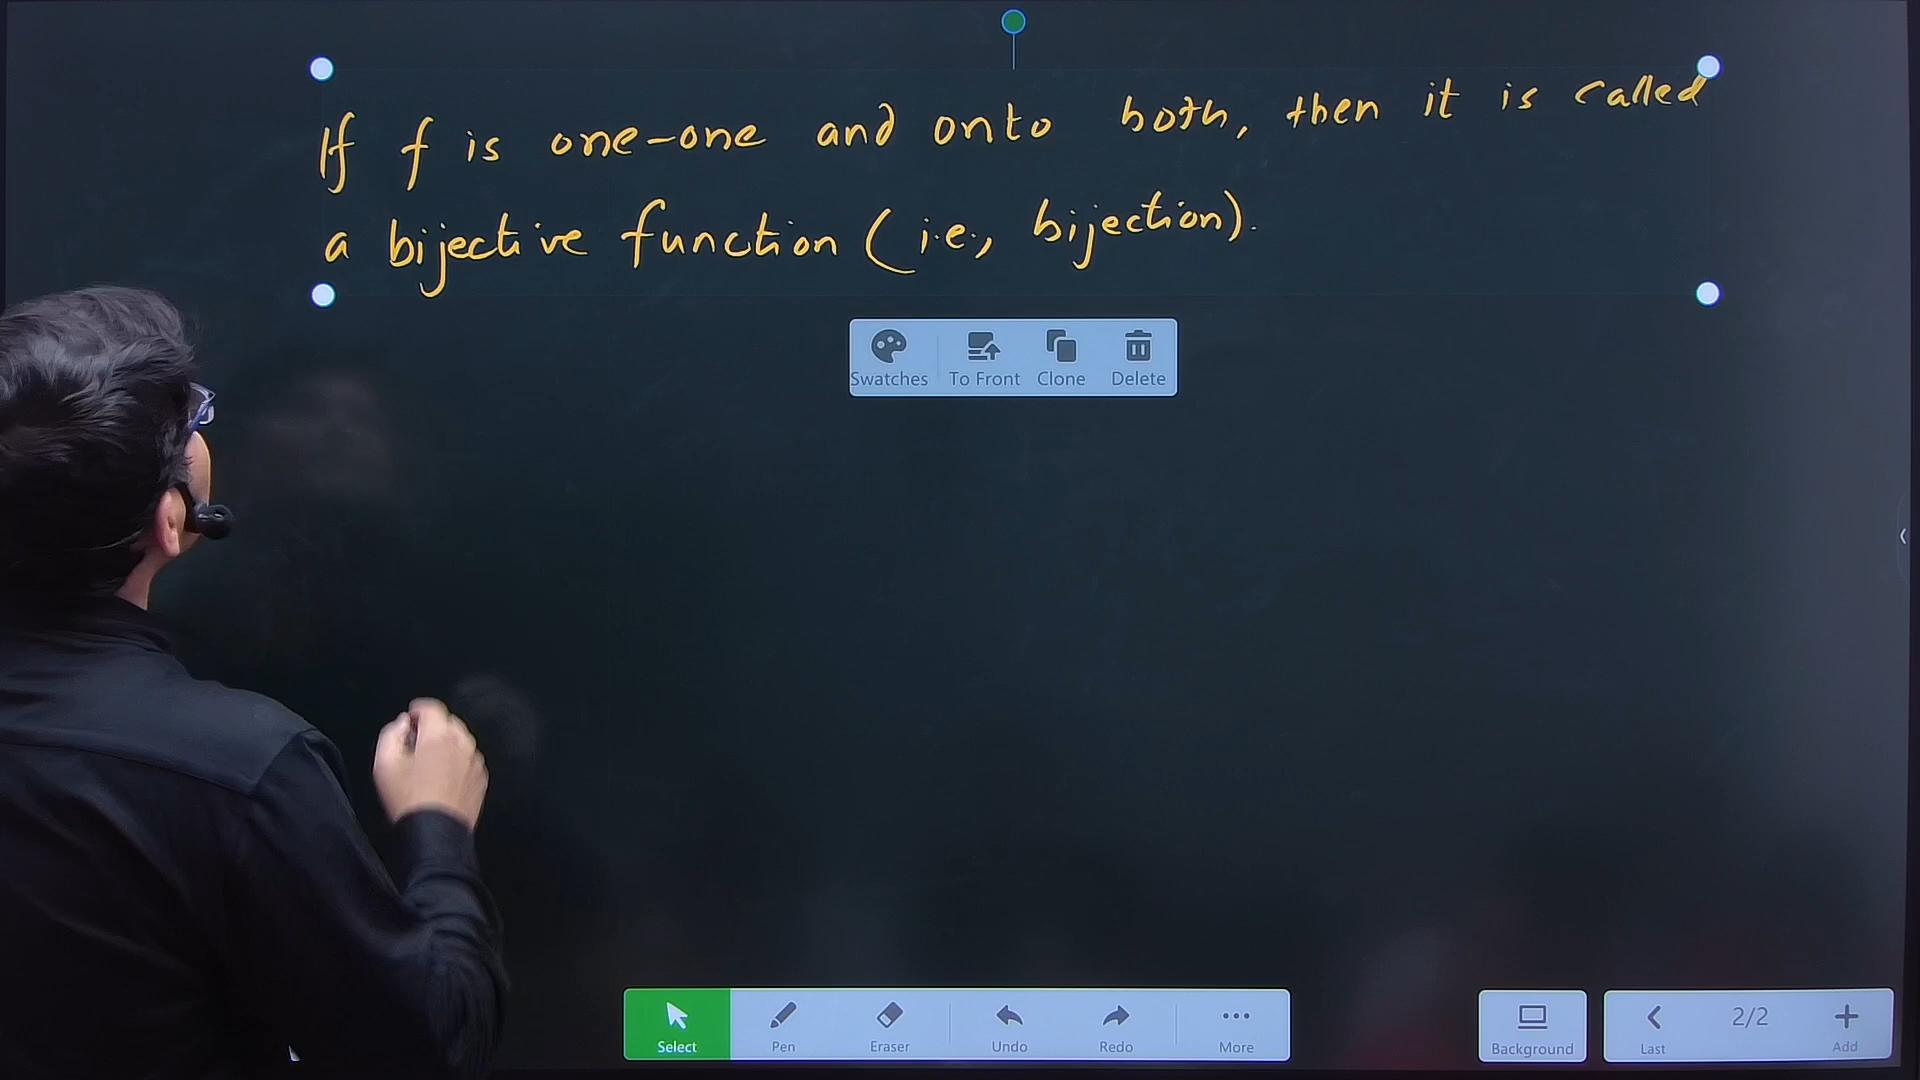 If f is one-one and onto both, then it is called
a bijective function (i.e., bijection).
Swatches To Front Clone Delete
Select Pen Eraser Undo Redo More Background Last 2/2 Add